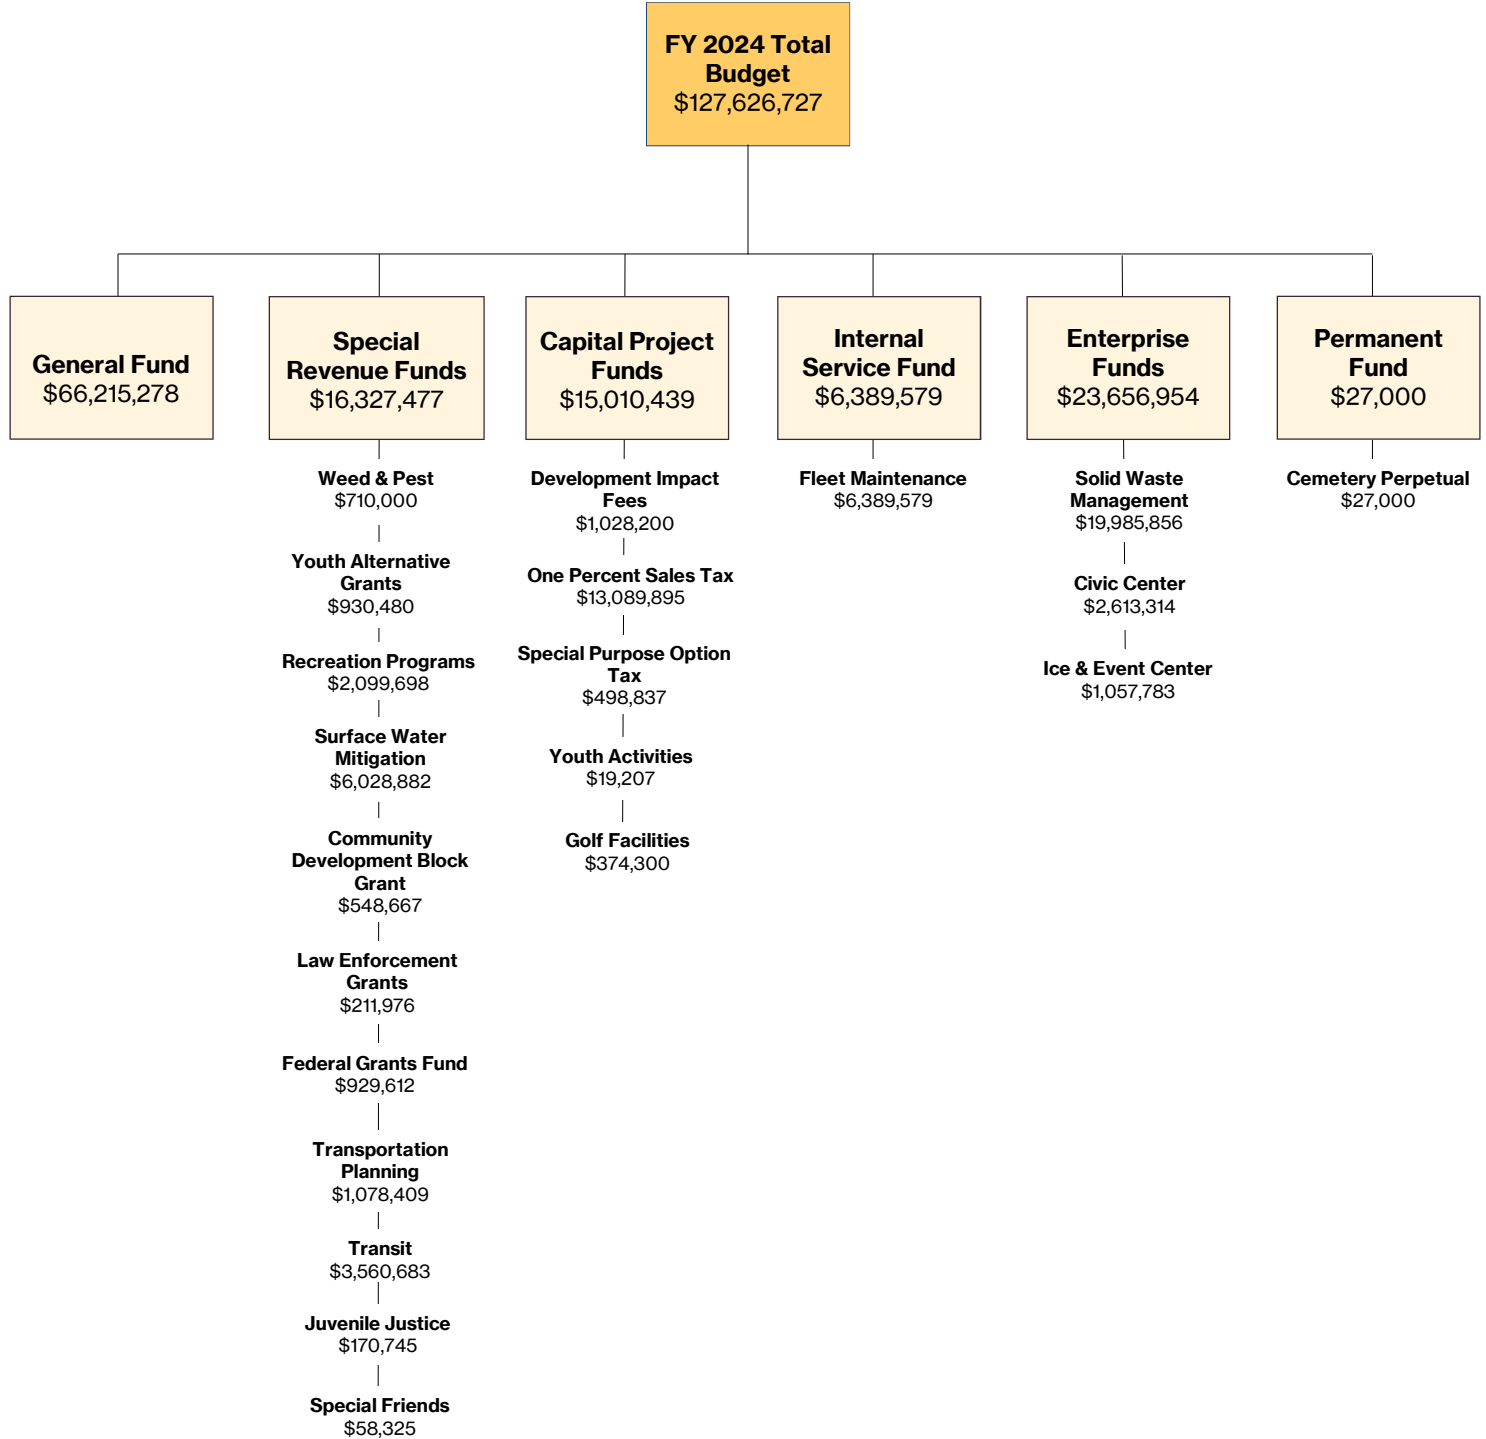 FY 2024 Total
Budget
$127,626,727
General Fund
$66,215,278
Special
Revenue Funds
$16,327,477
Capital Project
Funds
$15,010,439
Internal
Service Fund
$6,389,579
Enterprise
Funds
$23,656,954
Permanent
Fund
$27,000
Weed & Pest
$710,000
Youth Alternative
Grants
$930,480
Recreation Programs
$2,099,698
Surface Water
Mitigation
$6,028,882
Community
Development Block
Grant
$548,667
Law Enforcement
Grants
$211,976
Federal Grants Fund
$929,612
Transportation
Planning
$1,078,409
Transit
$3,560,683
Juvenile Justice
$170,745
Special Friends
$58,325
Development Impact
Fees
$1,028,200
One Percent Sales Tax
$13,089,895
Special Purpose Option
Tax
$498,837
Youth Activities
$19,207
Golf Facilities
$374,300
Fleet Maintenance
$6,389,579
Solid Waste
Management
$19,985,856
Civic Center
$2,613,314
Ice & Event Center
$1,057,783
Cemetery Perpetual
$27,000